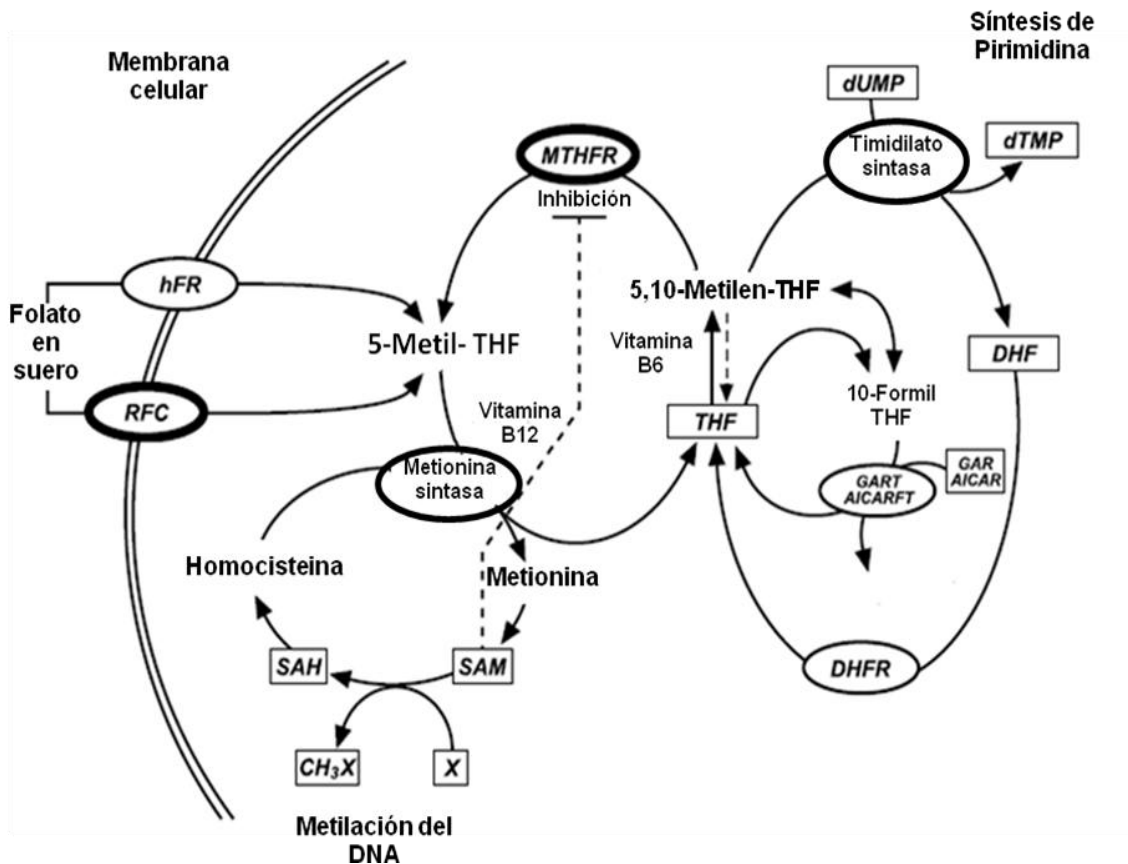 Síntesis de
Pirimidina
Membrana
celular
dUMP
Timidilato
sintasa
dTMP
MTHFR
Inhibición
hFR
5,10-Metilen-THF
Folato
en
suero
5-Metil- THF
Vitamina
B6
DHF
RFC
Vitamina
B12
THF
10-Formil
THF
Metionina
sintasa
GART
AICARFT
GAR
AICAR
Homocisteina
Metionina
SAH
SAM
DHFR
CH₃X
X
Metilación del
DNA